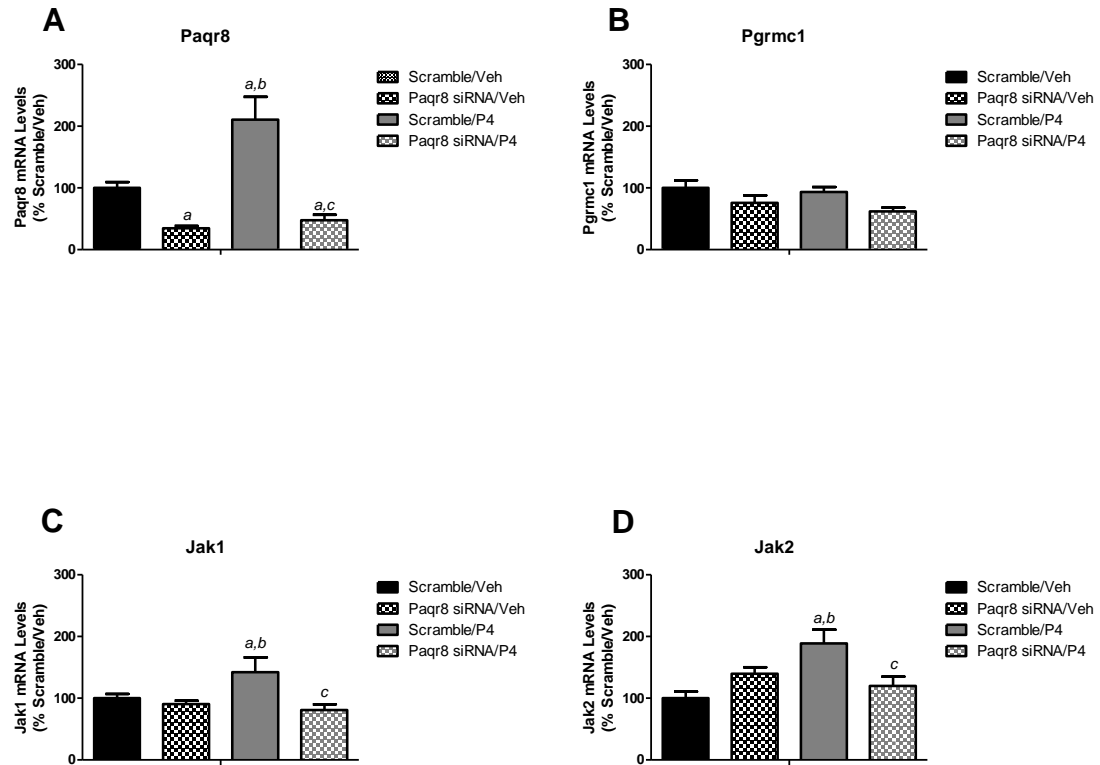 A
Paqr8
Paqr8 mRNA Levels
(% Scramble/Veh)
300
200
100
0
a
a,b
a,c
Scramble/Veh
Paqr8 siRNA/Veh
Scramble/P4
Paqr8 siRNA/P4
B
Pgrmc1
Pgrmc1 mRNA Levels
(% Scramble/Veh)
300
200
100
0
Scramble/Veh
Paqr8 siRNA/Veh
Scramble/P4
Paqr8 siRNA/P4
C
Jak1
Jak1 mRNA Levels
(% Scramble/Veh)
300
200
100
0
a,b
c
Scramble/Veh
Paqr8 siRNA/Veh
Scramble/P4
Paqr8 siRNA/P4
D
Jak2
Jak2 mRNA Levels
(% Scramble/Veh)
300
200
100
0
a,b
c
Scramble/Veh
Paqr8 siRNA/Veh
Scramble/P4
Paqr8 siRNA/P4